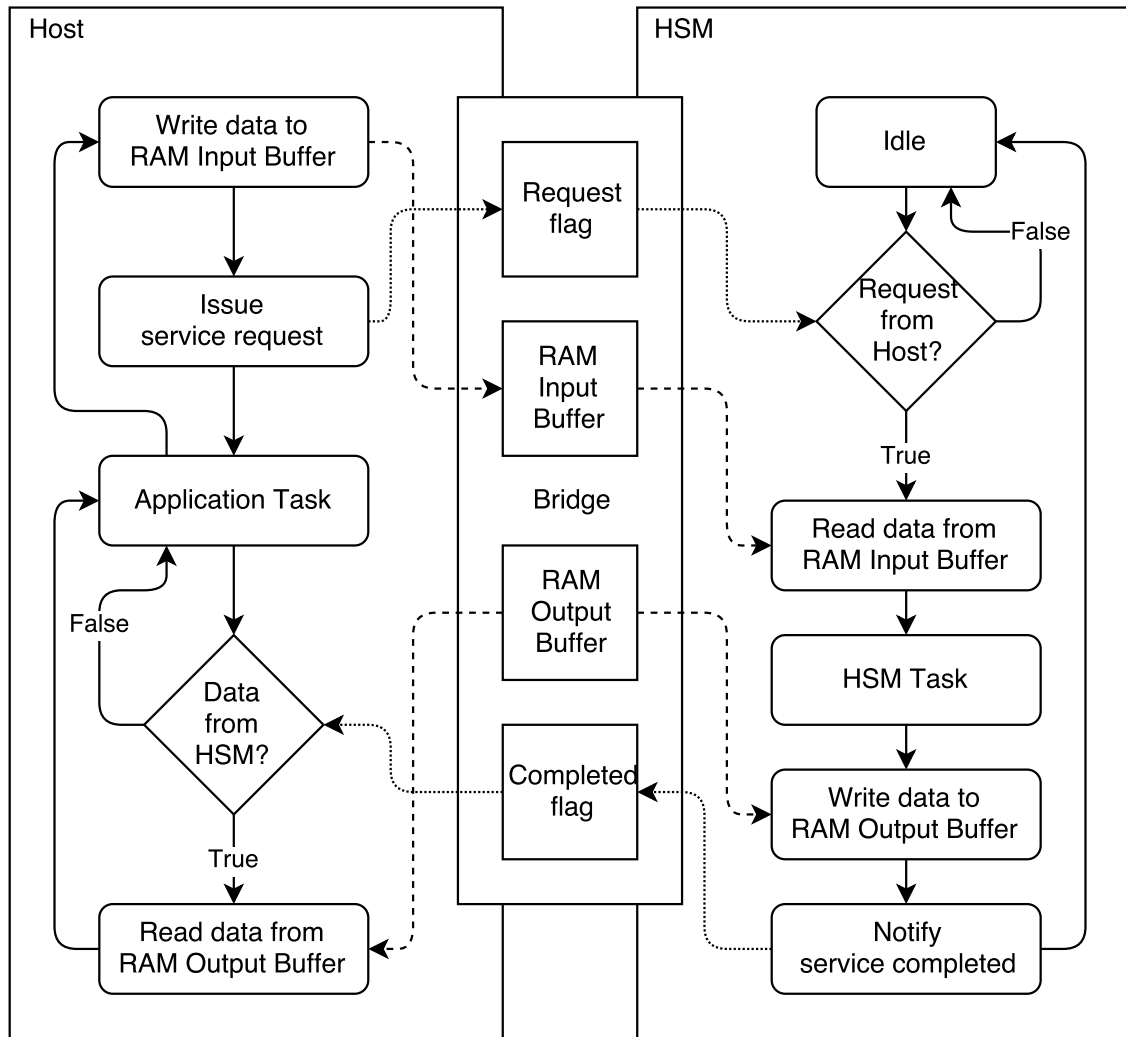 Host
Write data to
RAM Input Buffer
Issue
service request
Application Task
False
Data
from
HSM?
True
Read data from
RAM Output Buffer
Request
flag
RAM
Input
Buffer
Bridge
RAM
Output
Buffer
Completed
flag
HSM
Idle
False
Request
from
Host?
True
Read data from
RAM Input Buffer
HSM Task
Write data to
RAM Output Buffer
Notify
service completed